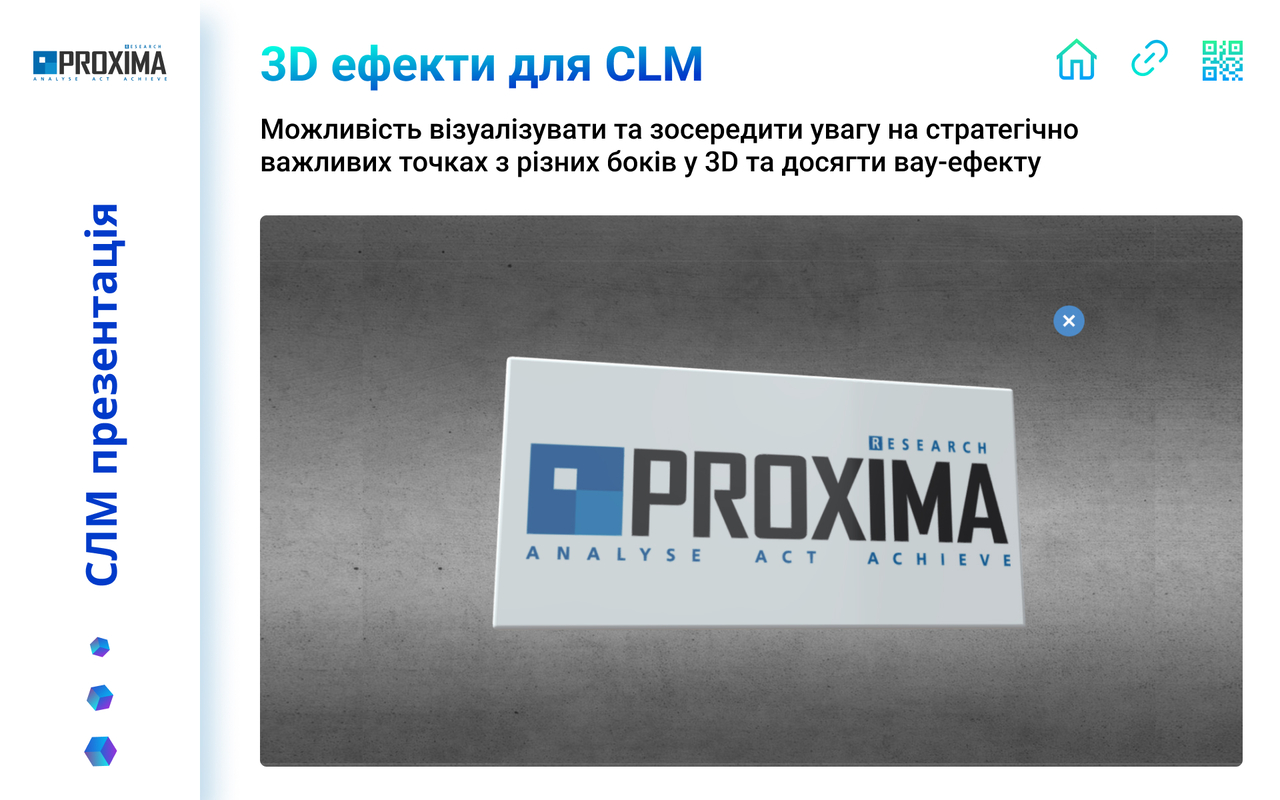 RESEARCH
PROXIMA
ANALYSE ACT ACHIEVE
СЛМ презентація
3D ефекти для CLM
Можливість візуалізувати та зосередити увагу на стратегічно
важливих точках з різних боків у 3D та досягти вау-ефекту
RESEARCH
PROXIMA
ANALYSE ACT ACHIEVE